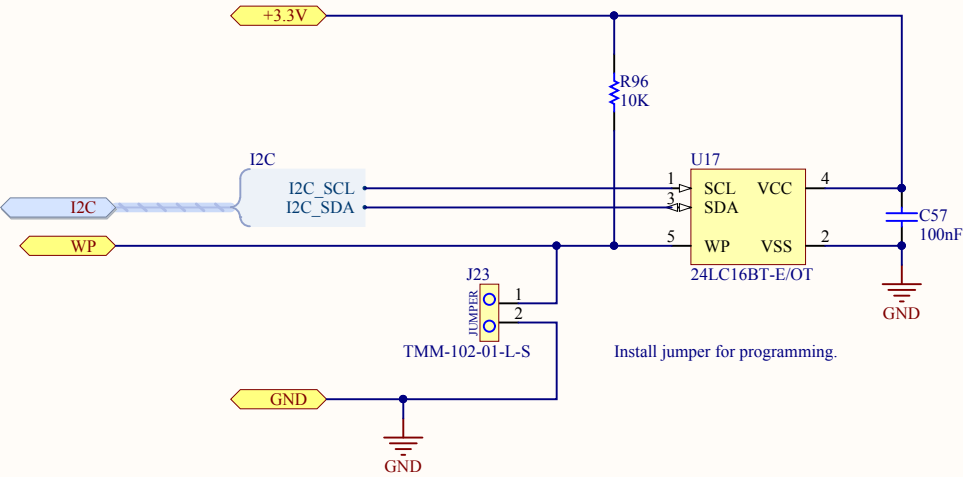 +3.3V
R96
10K
I2C
U17
I2C_SCL
1
SCL
VCC
4
I2C
I2C_SDA
3
SDA
C57
100nF
WP
5
WP
VSS
2
J23
24LC16BT-E/OT
JUMPER
1
2
GND
TMM-102-01-L-S
Install jumper for programming.
GND
GND